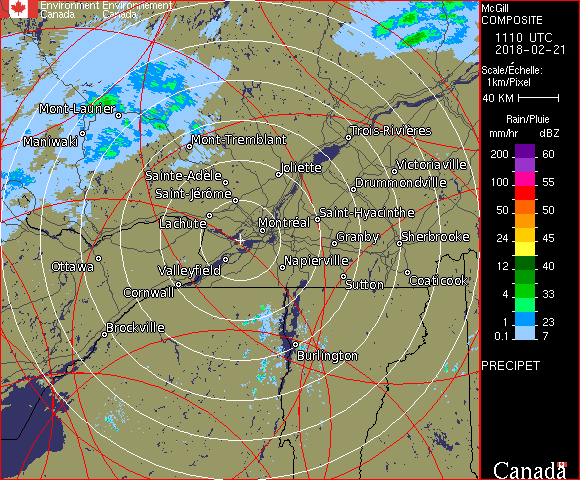 Environment Environnement
Canada Canada
McGill
COMPOSITE
1110 UTC
2018-02-21
Scale/Échelle:
1km/Pixel
40 KM
Rain/Pluie
mm/hr dBZ
200 60
100 55
50 50
24 45
12 40
4 33
1 23
0.1 7
PRECIPET
Canada
Mont-Laurier
Maniwaki
Mont-Tremblant
Trois-Rivières
Sainte-Adèle
Joliette
Victoriaville
Saint-Jérôme
Drummondville
Lachute
Montréal
Saint-Hyacinthe
Granby
Sherbrooke
Ottawa
Valleyfield
Napierville
Cornwall
Sutton
Coaticook
Brockville
Burlington